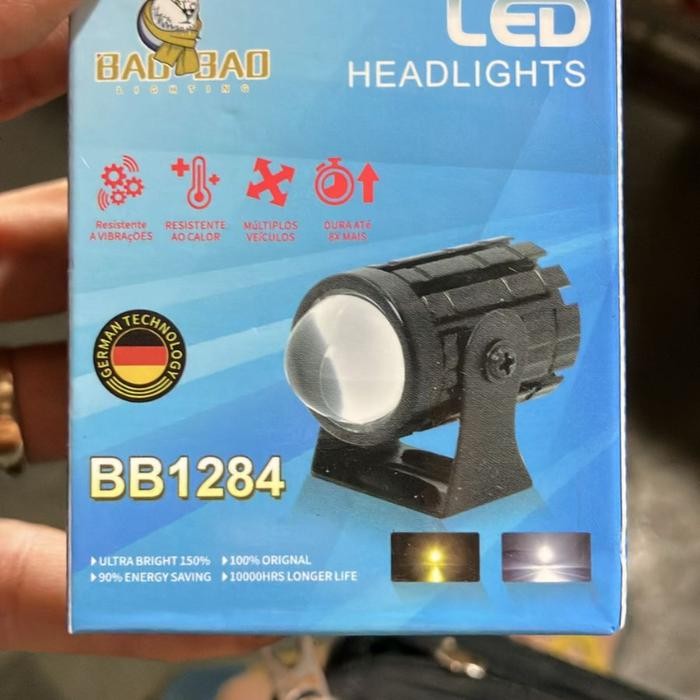 BAO BAO
LIGHTING
LED
HEADLIGHTS
Resistente
A VIBRAÇÕES
RESISTENTE
AO CALOR
MÚLTIPLOS
VEÍCULOS
DURA ATÉ
8X MAIS
GERMAN TECHNOLOGY
BB1284
ULTRA BRIGHT 150%
100% ORIGNAL
90% ENERGY SAVING
10000HRS LONGER LIFE